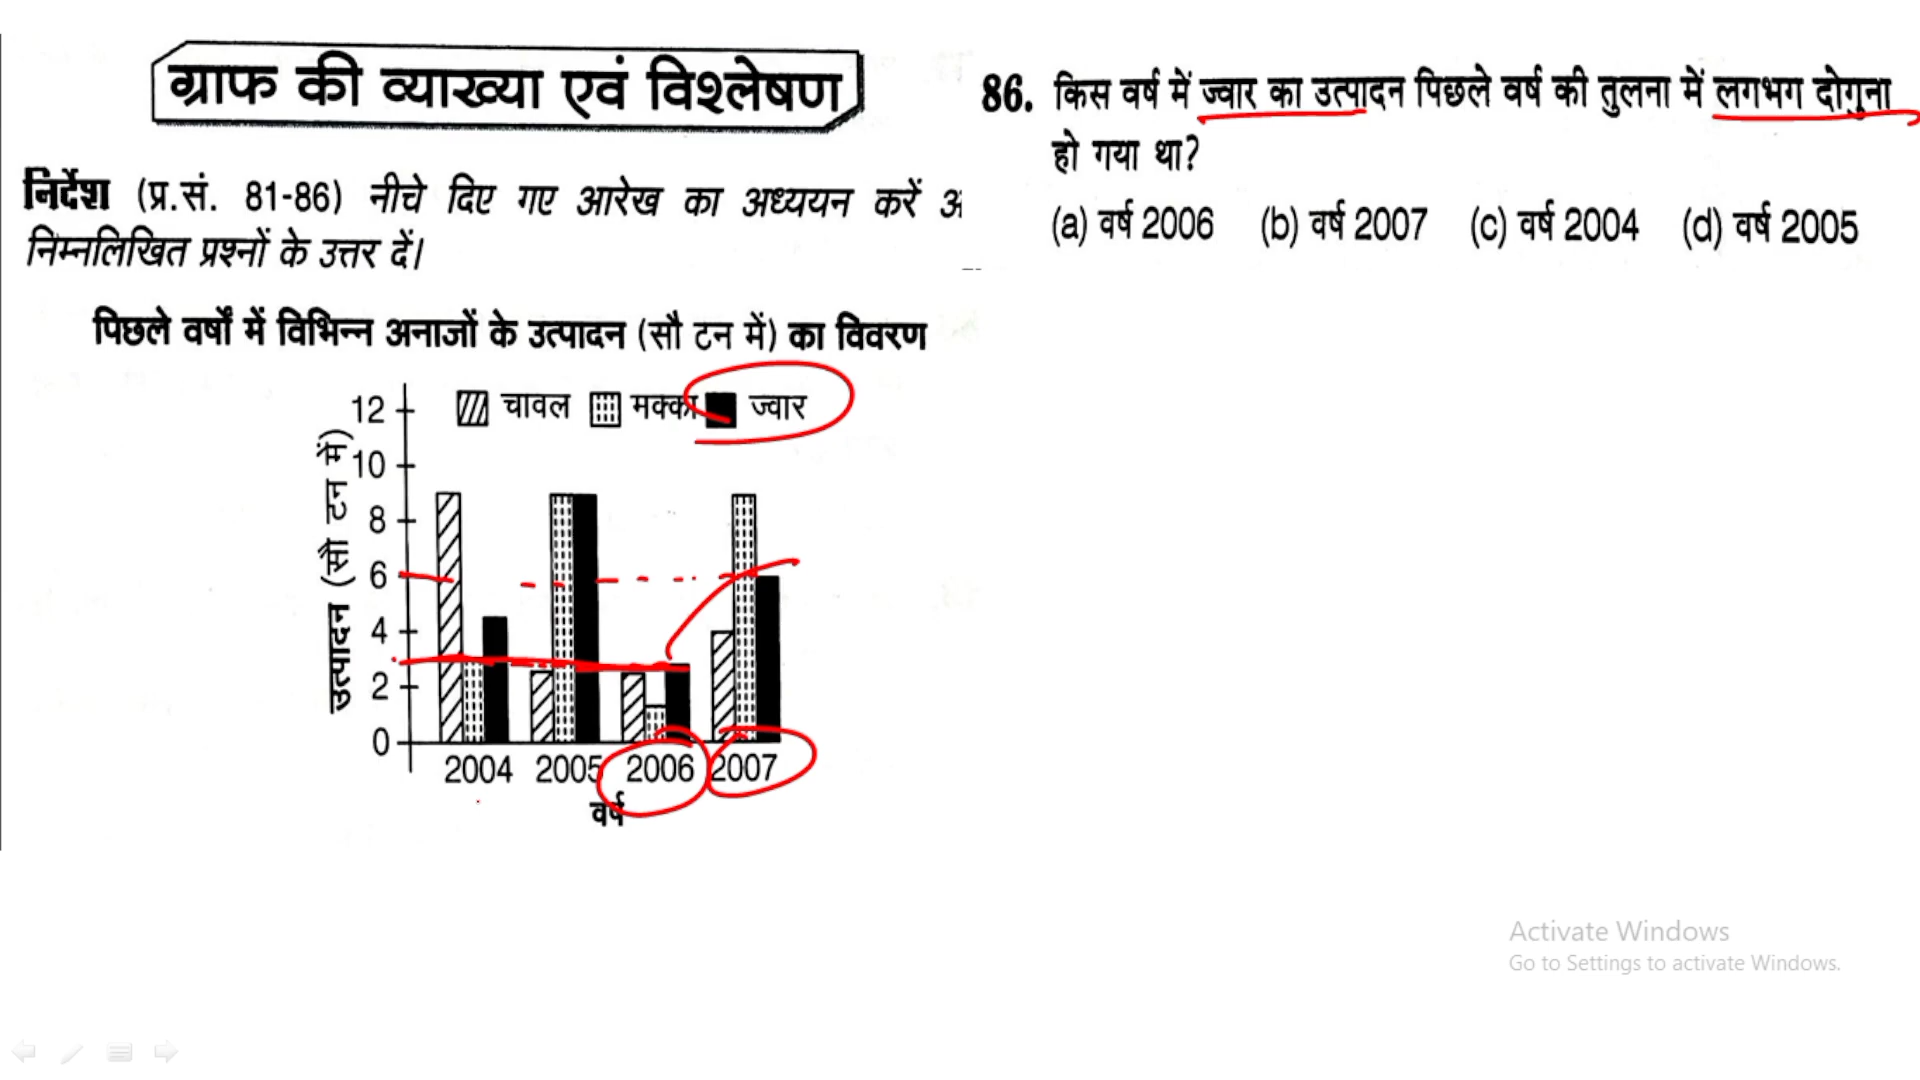 ग्राफ की व्याख्या एवं विश्लेषण
निर्देश (प्र.सं. 81-86) नीचे दिए गए आरेख का अध्ययन करें
निम्नलिखित प्रश्नों के उत्तर दें।
पिछले वर्षों में विभिन्न अनाजों के उत्पादन (सौ टन में) का विवरण
चावल मक्का ज्वार
उत्पादन (सौ टन में)
12
10
8
6
4
2
0
2004 2005 2006 2007
वर्ष
86. किस वर्ष में ज्वार का उत्पादन पिछले वर्ष की तुलना में लगभग दोगुना
हो गया था?
(a) वर्ष 2006 (b) वर्ष 2007 (c) वर्ष 2004 (d) वर्ष 2005
Activate Windows
Go to Settings to activate Windows.